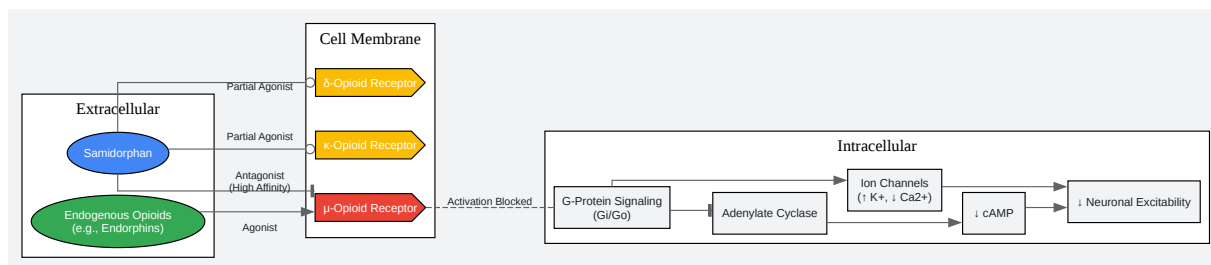 Cell Membrane
δ-Opioid Receptor
Partial Agonist
Extracellular
Samidorphan
Partial Agonist
κ-Opioid Receptor
Intracellular
Antagonist
(High Affinity)
Endogenous Opioids
(e.g., Endorphins)
Agonist
μ-Opioid Receptor
Activation Blocked
G-Protein Signaling
(Gi/Go)
Adenylate Cyclase
Ion Channels
(↑ K+, ↓ Ca2+)
↓ cAMP
↓ Neuronal Excitability